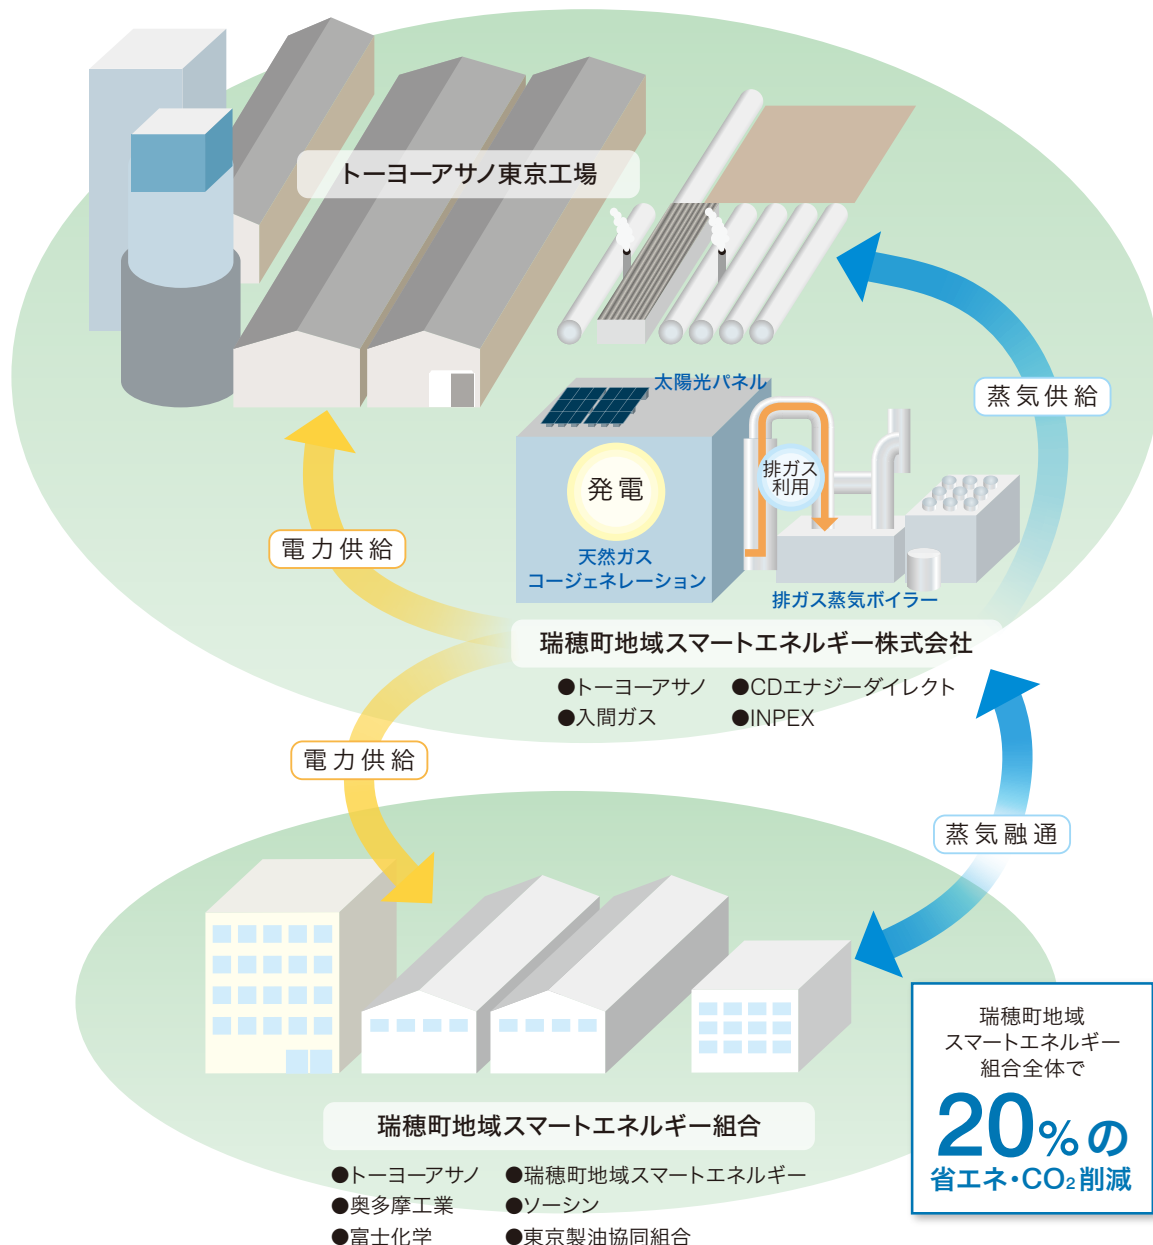 トーヨーアサノ東京工場
太陽光パネル
蒸気供給
発電
排ガス
利用
電力供給
天然ガス
コージェネレーション
排ガス蒸気ボイラー
瑞穂町地域スマートエネルギー株式会社
●トーヨーアサノ ●CDエナジーダイレクト
●入間ガス ●INPEX
電力供給
蒸気融通
瑞穂町地域
スマートエネルギー
組合全体で
20%の
省エネ・CO₂削減
瑞穂町地域スマートエネルギー組合
●トーヨーアサノ ●瑞穂町地域スマートエネルギー
●奥多摩工業 ●ソーシン
●富士化学 ●東京製油協同組合